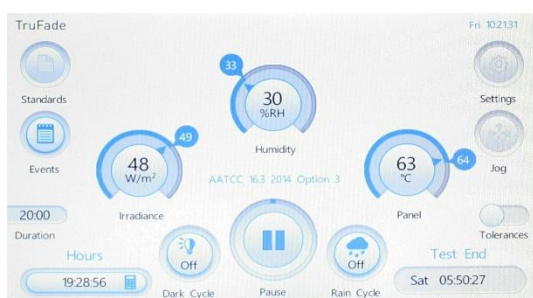 TruFade
Fri 10:21:31
33
Standards
30
%RH
Settings
Humidity
Events
49
48
W/m²
AATCC 16.3 2014 Option 3
63
°C
64
Jog
20:00
Duration
Irradiance
Panel
Tolerances
Hours
19:28:56
Off
Dark Cycle
Pause
Off
Rain Cycle
Test End
Sat 05:50:27